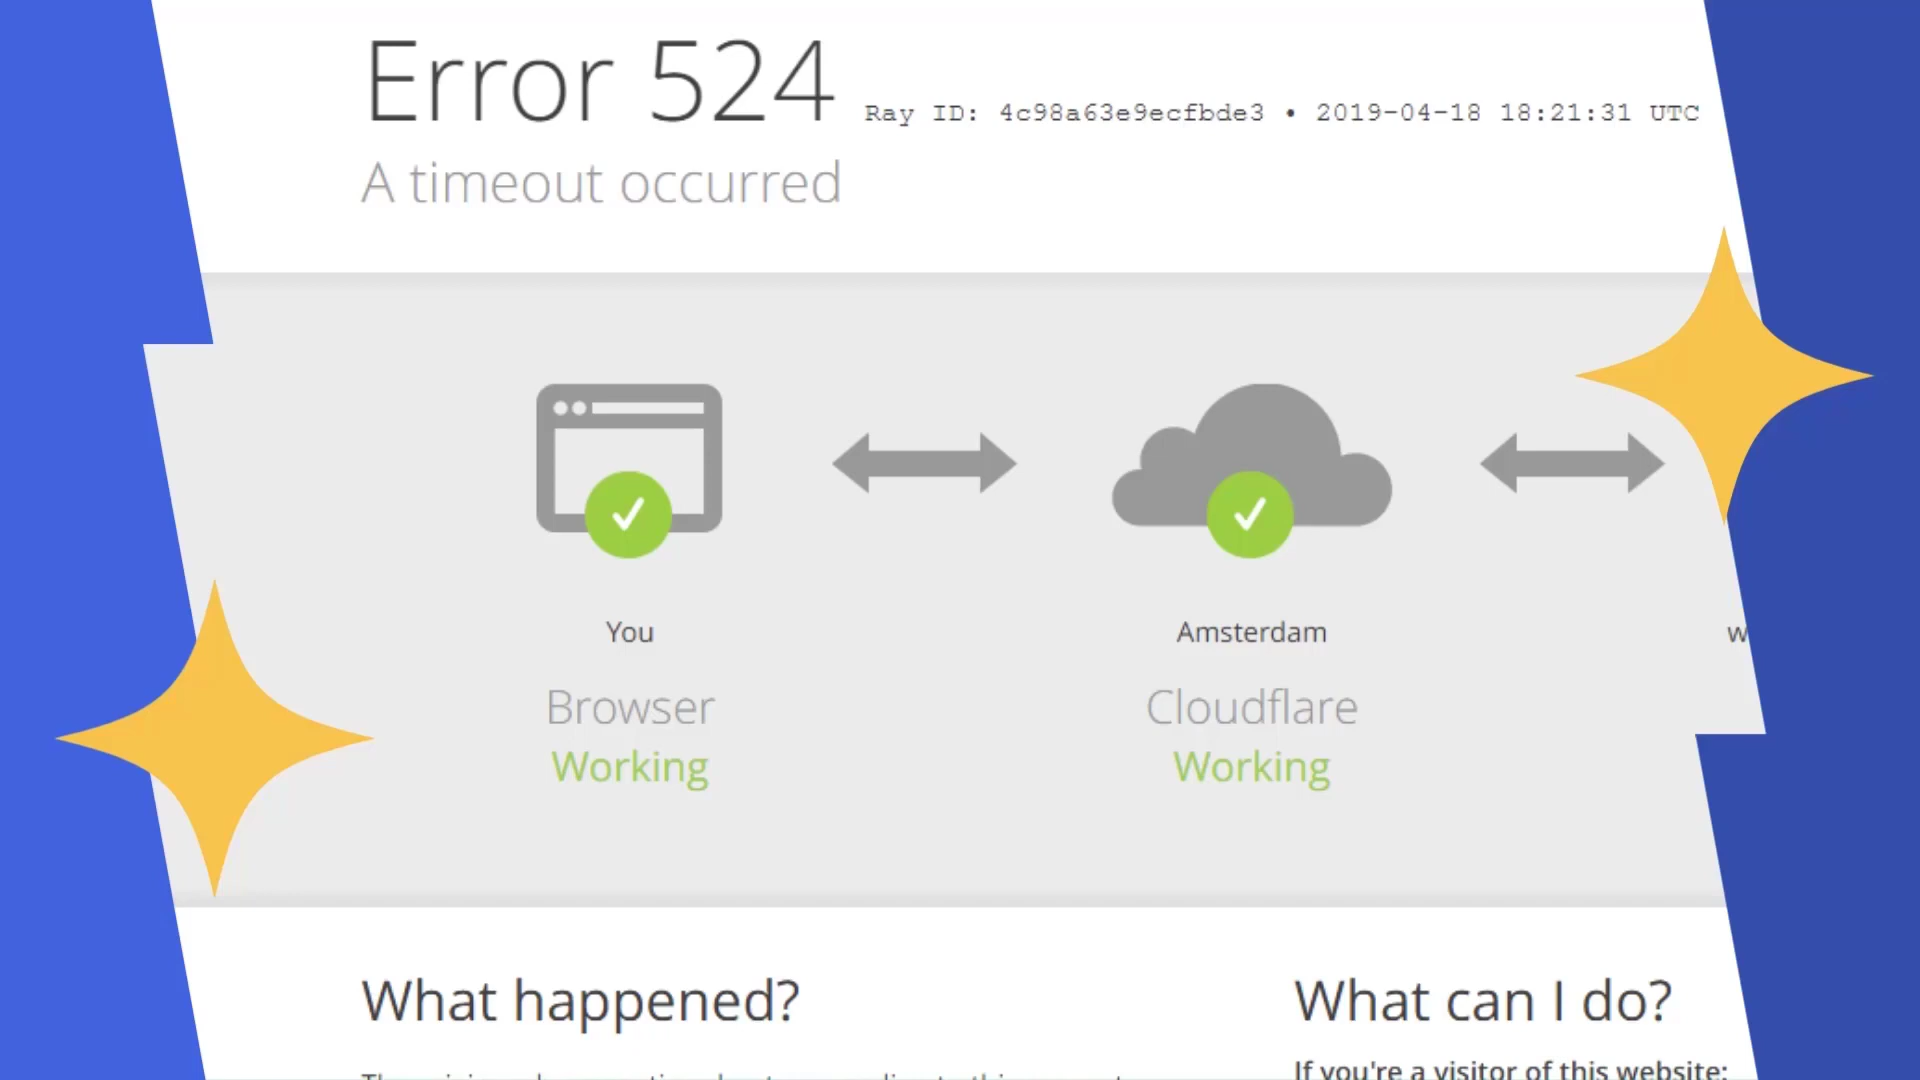 Error 524 Ray ID: 4c98a63e9ecfbde3 • 2019-04-18 18:21:31 UTC
A timeout occurred
You
Amsterdam
Browser
Cloudflare
Working
Working
What happened?
What can I do?
If you're a visitor of this website: